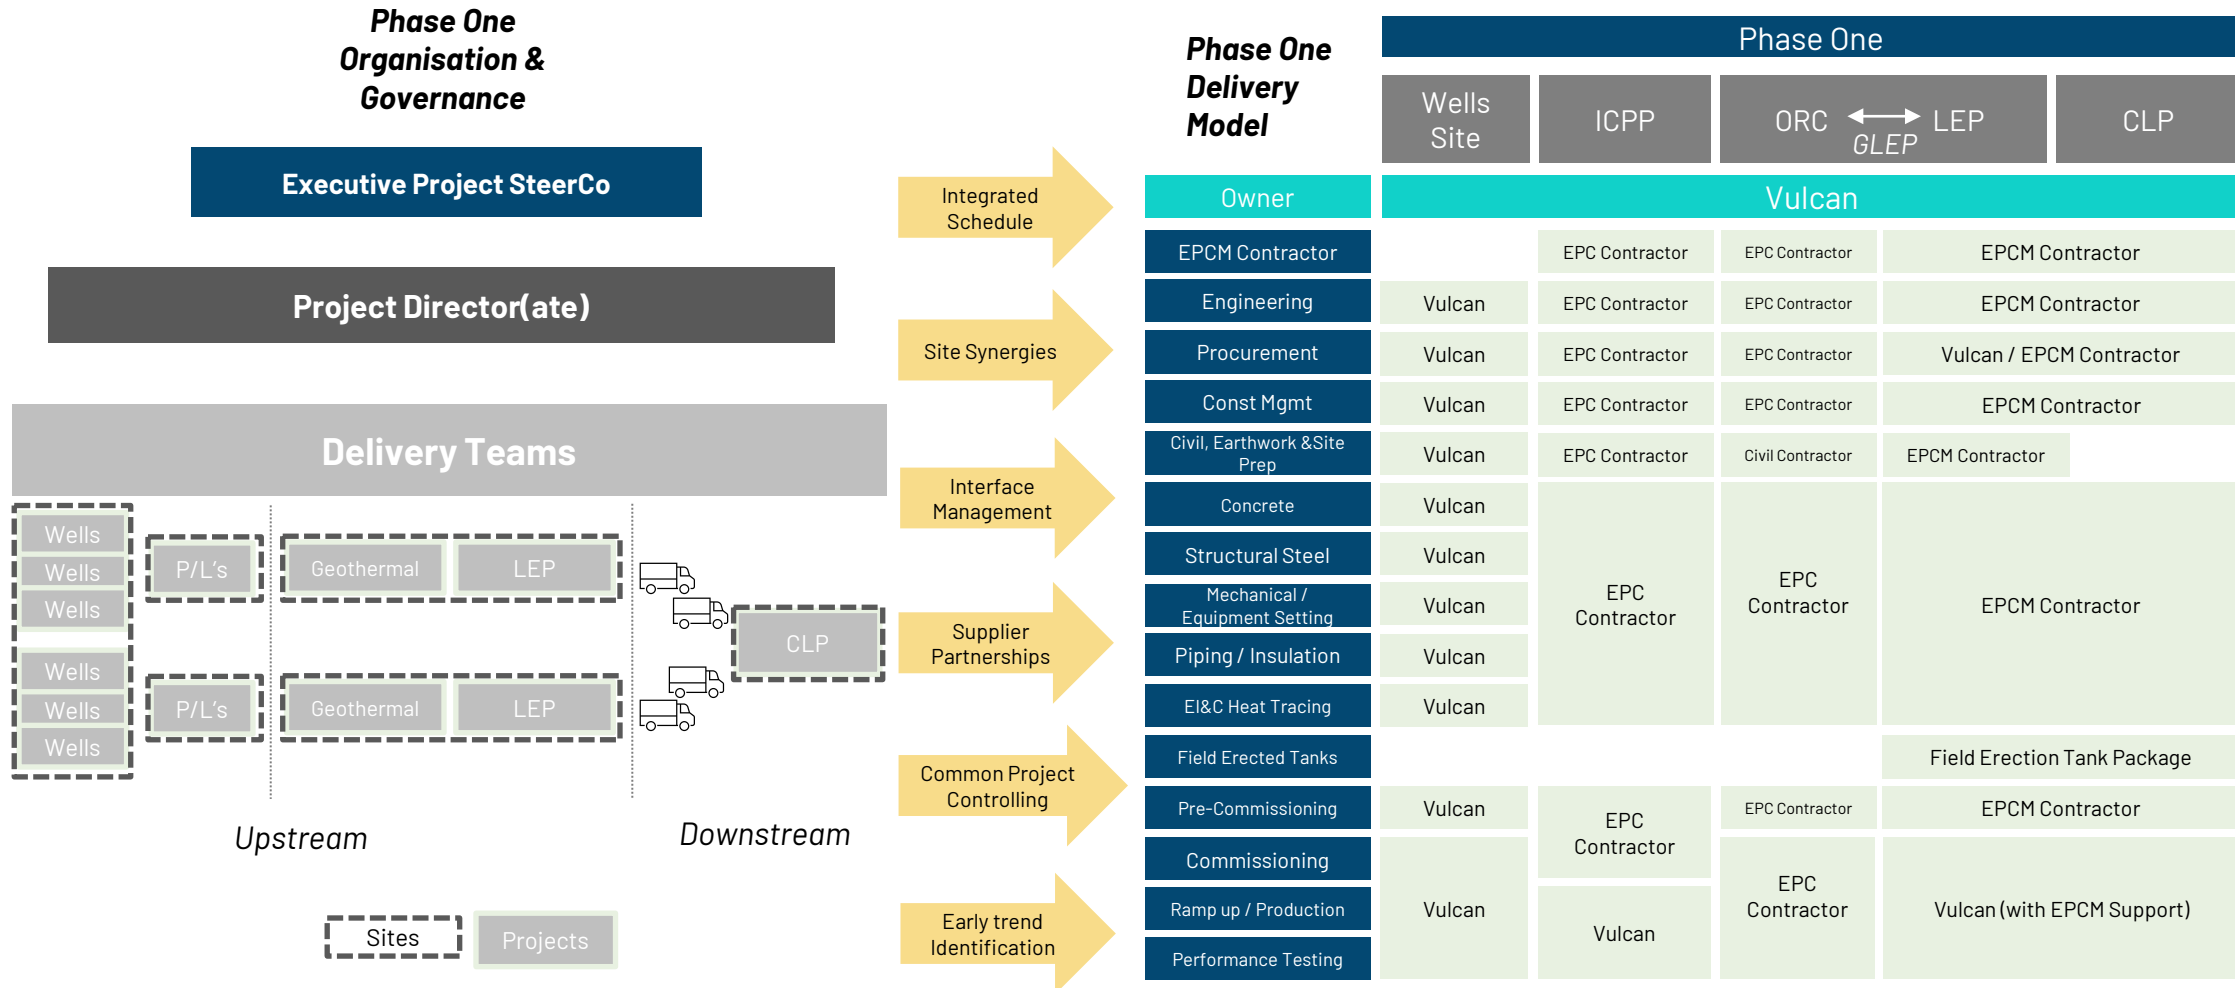 Phase One
Organisation &
Governance
Executive Project SteerCo
Project Director(ate)
Delivery Teams
Wells
Wells
Wells
P/L's
Geothermal
LEP
CLP
Wells
Wells
Wells
P/L's
Geothermal
LEP
Upstream
Downstream
Sites
Projects
Integrated
Schedule
Site Synergies
Interface
Management
Supplier
Partnerships
Common Project
Controlling
Early trend
Identification
Phase One
Delivery
Model
Phase One
Wells
Site
ICPP
ORC
LEP
GLEP
CLP
Owner
Vulcan
EPCM Contractor
EPC Contractor
EPC Contractor
EPCM Contractor
Engineering
Vulcan
EPC Contractor
EPC Contractor
EPCM Contractor
Procurement
Vulcan
EPC Contractor
EPC Contractor
Vulcan / EPCM Contractor
Const Mgmt
Vulcan
EPC Contractor
EPC Contractor
EPCM Contractor
Civil, Earthwork &Site
Prep
Vulcan
EPC Contractor
Civil Contractor
EPCM Contractor
Concrete
Vulcan
Structural Steel
Vulcan
Mechanical /
Equipment Setting
Vulcan
EPC
Contractor
EPC
Contractor
EPCM Contractor
Piping / Insulation
Vulcan
EI&C Heat Tracing
Vulcan
Field Erected Tanks
Field Erection Tank Package
Pre-Commissioning
Vulcan
EPC
Contractor
EPC Contractor
EPCM Contractor
Commissioning
Ramp up / Production
Vulcan
Vulcan
EPC
Contractor
Vulcan (with EPCM Support)
Performance Testing